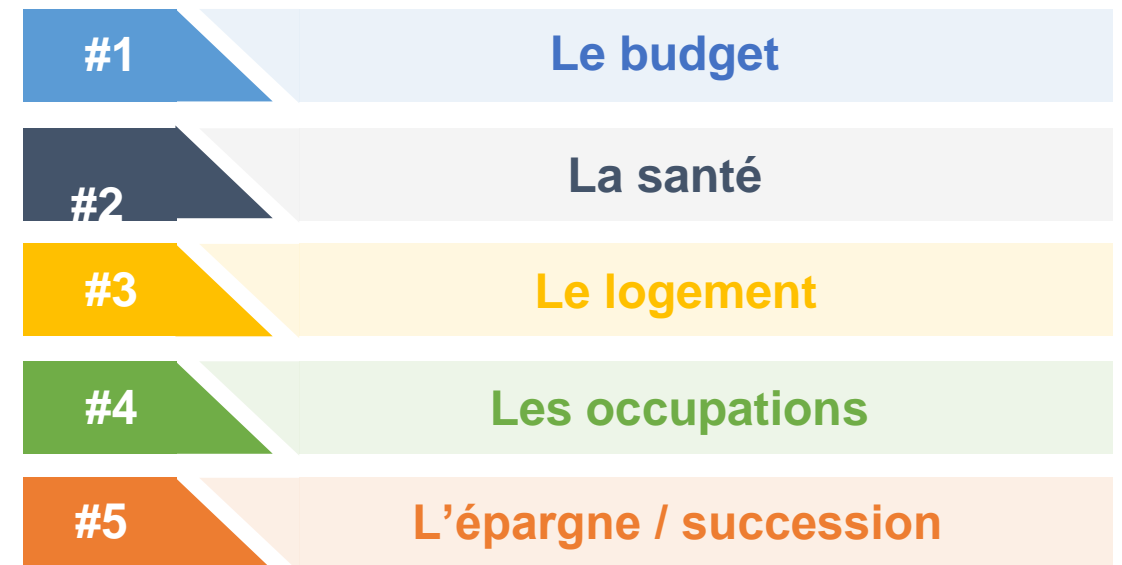 #1 Le budget
#2 La santé
#3 Le logement
#4 Les occupations
#5 L’épargne / succession